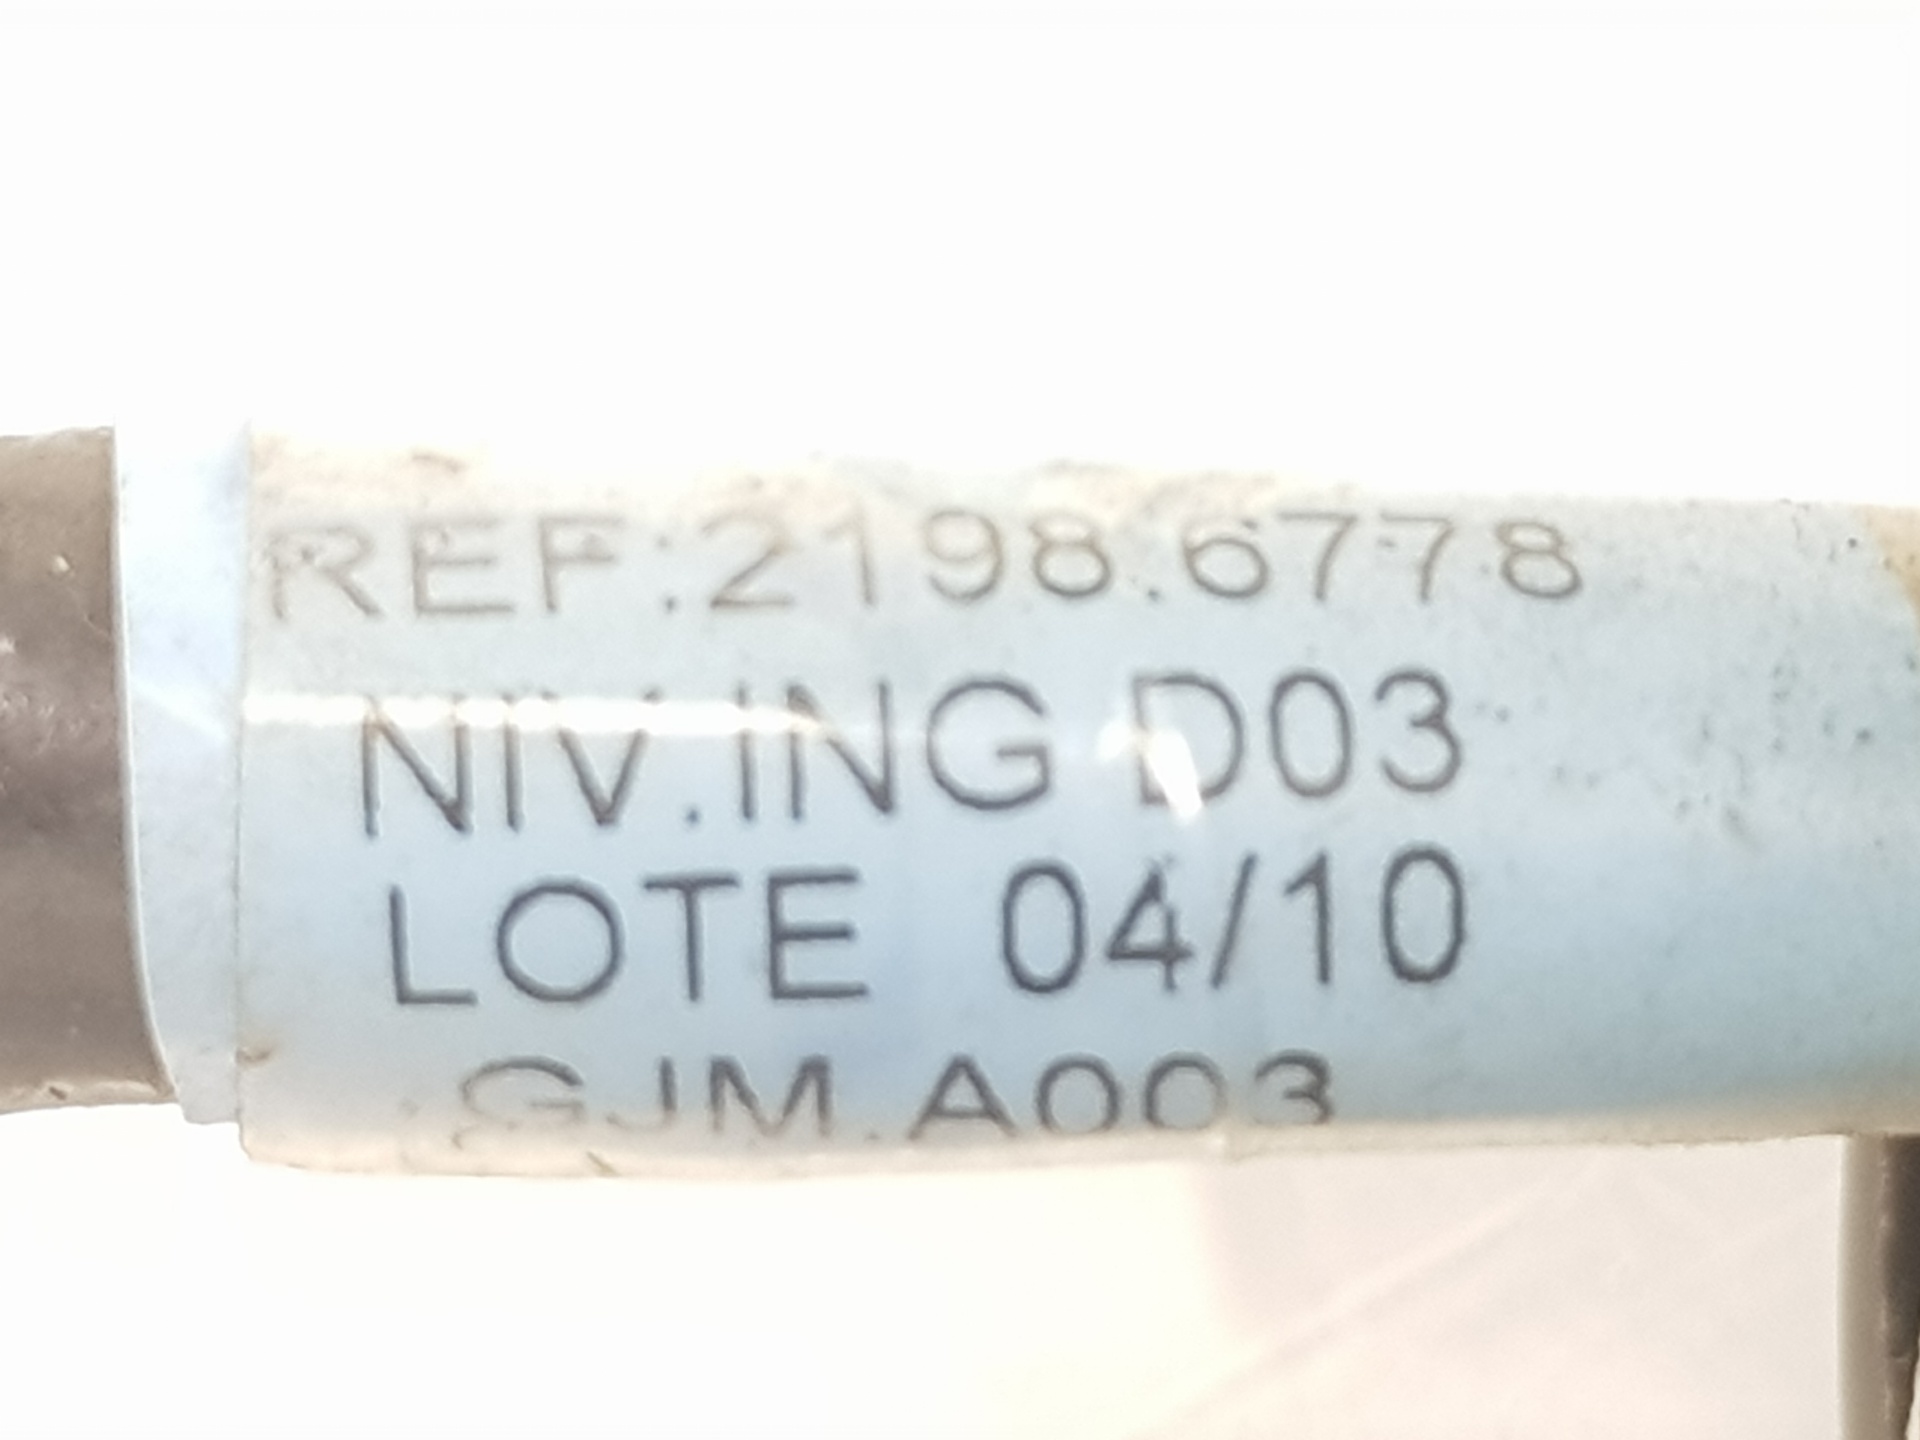 REF:2198.6778
NIV.ING D03
LOTE 04/10
GJM.A003